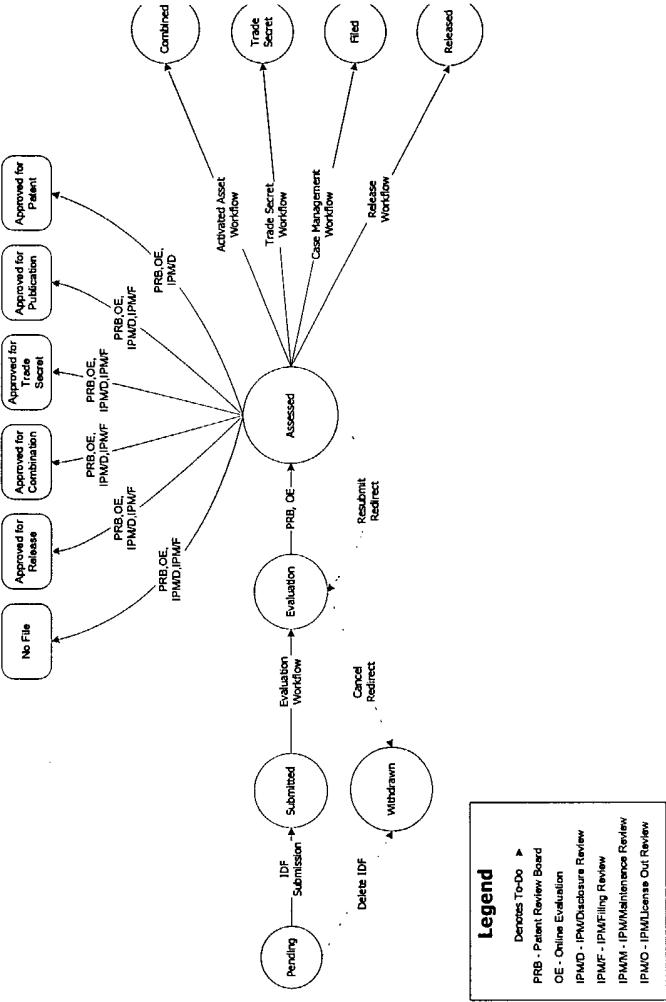 No File
Approved for
Release
Approved for
Combination
Approved for
Trade
Secret
Approved for
Publication
Approved for
Patent
PRB,OE,
IPM/D,IPM/F
PRB,OE,
IPM/D,IPM/F
PRB,OE,
IPM/D,IPM/F
PRB,OE,
IPM/D,IPM/F
PRB,OE,
IPM/D,IPM/F
PRB,OE,
IPM/D
Pending
IDF
Submission
Submitted
Evaluation
Workflow
Evaluation
PRB, OE
Assessed
Activated Asset
Workflow
Trade Secret
Workflow
Case Management
Workflow
Release
Workflow
Combined
Trade
Secret
Filed
Released
Delete IDF
Withdrawn
Cancel
Redirect
Resubmit
Redirect
Legend
Denotes To-Do
PRB - Patent Review Board
OE - Online Evaluation
IPM/D - IPM/Disclosure Review
IPM/F - IPM/Filing Review
IPM/M - IPM/Maintenance Review
IPM/O - IPM/License Out Review